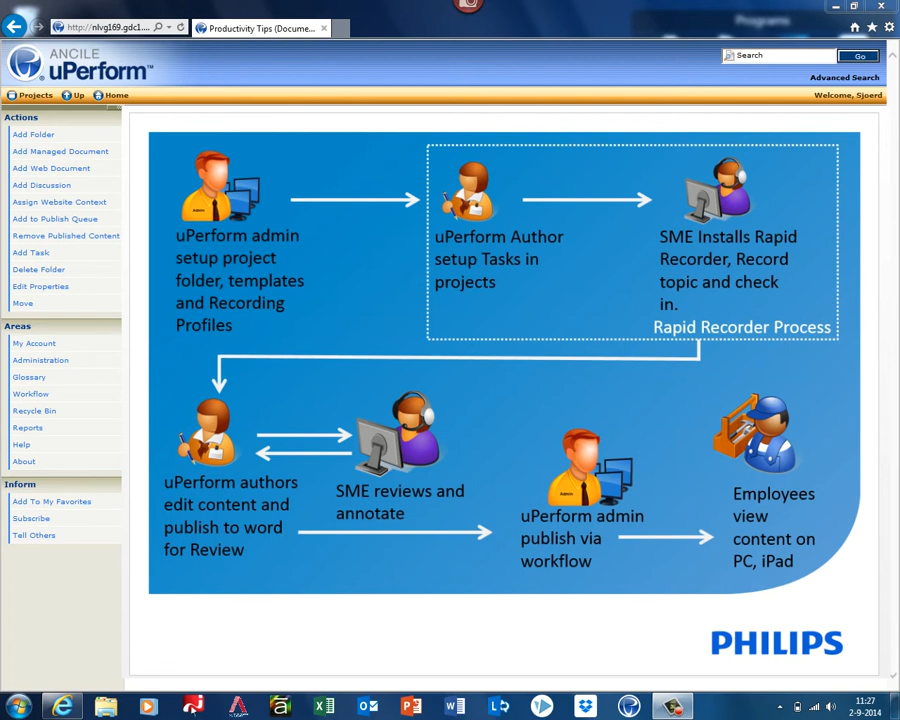 Programs
http://nlvg169.gdc1....
Productivity Tips (Docume...
ANCILE
uPerform™
Search
Go
Advanced Search
Projects Up Home
Welcome, Sjoerd
Actions
Add Folder
Add Managed Document
Add Web Document
Add Discussion
Assign Website Context
Add to Publish Queue
Remove Published Content
Add Task
Delete Folder
Edit Properties
Move
Areas
My Account
Administration
Glossary
Workflow
Recycle Bin
Reports
Help
About
Inform
Add To My Favorites
Subscribe
Tell Others
Admin
uPerform admin
setup project
folder, templates
and Recording
Profiles
uPerform Author
setup Tasks in
projects
SME Installs Rapid
Recorder, Record
topic and check
in.
Rapid Recorder Process
uPerform authors
edit content and
publish to word
for Review
SME reviews and
annotate
Admin
uPerform admin
publish via
workflow
Employees
view
content on
PC, iPad
PHILIPS
11:27
2-9-2014